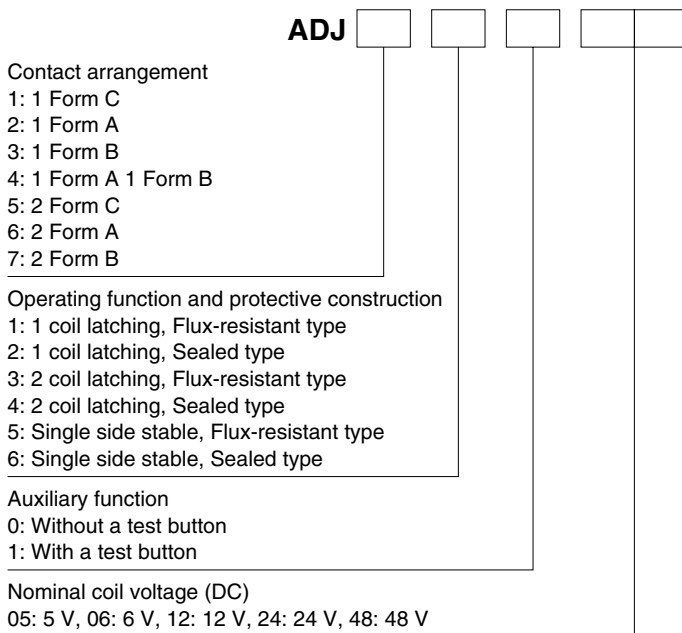 ADJ
Contact arrangement
1: 1 Form C
2: 1 Form A
3: 1 Form B
4: 1 Form A 1 Form B
5: 2 Form C
6: 2 Form A
7: 2 Form B
Operating function and protective construction
1: 1 coil latching, Flux-resistant type
2: 1 coil latching, Sealed type
3: 2 coil latching, Flux-resistant type
4: 2 coil latching, Sealed type
5: Single side stable, Flux-resistant type
6: Single side stable, Sealed type
Auxiliary function
0: Without a test button
1: With a test button
Nominal coil voltage (DC)
05: 5 V, 06: 6 V, 12: 12 V, 24: 24 V, 48: 48 V